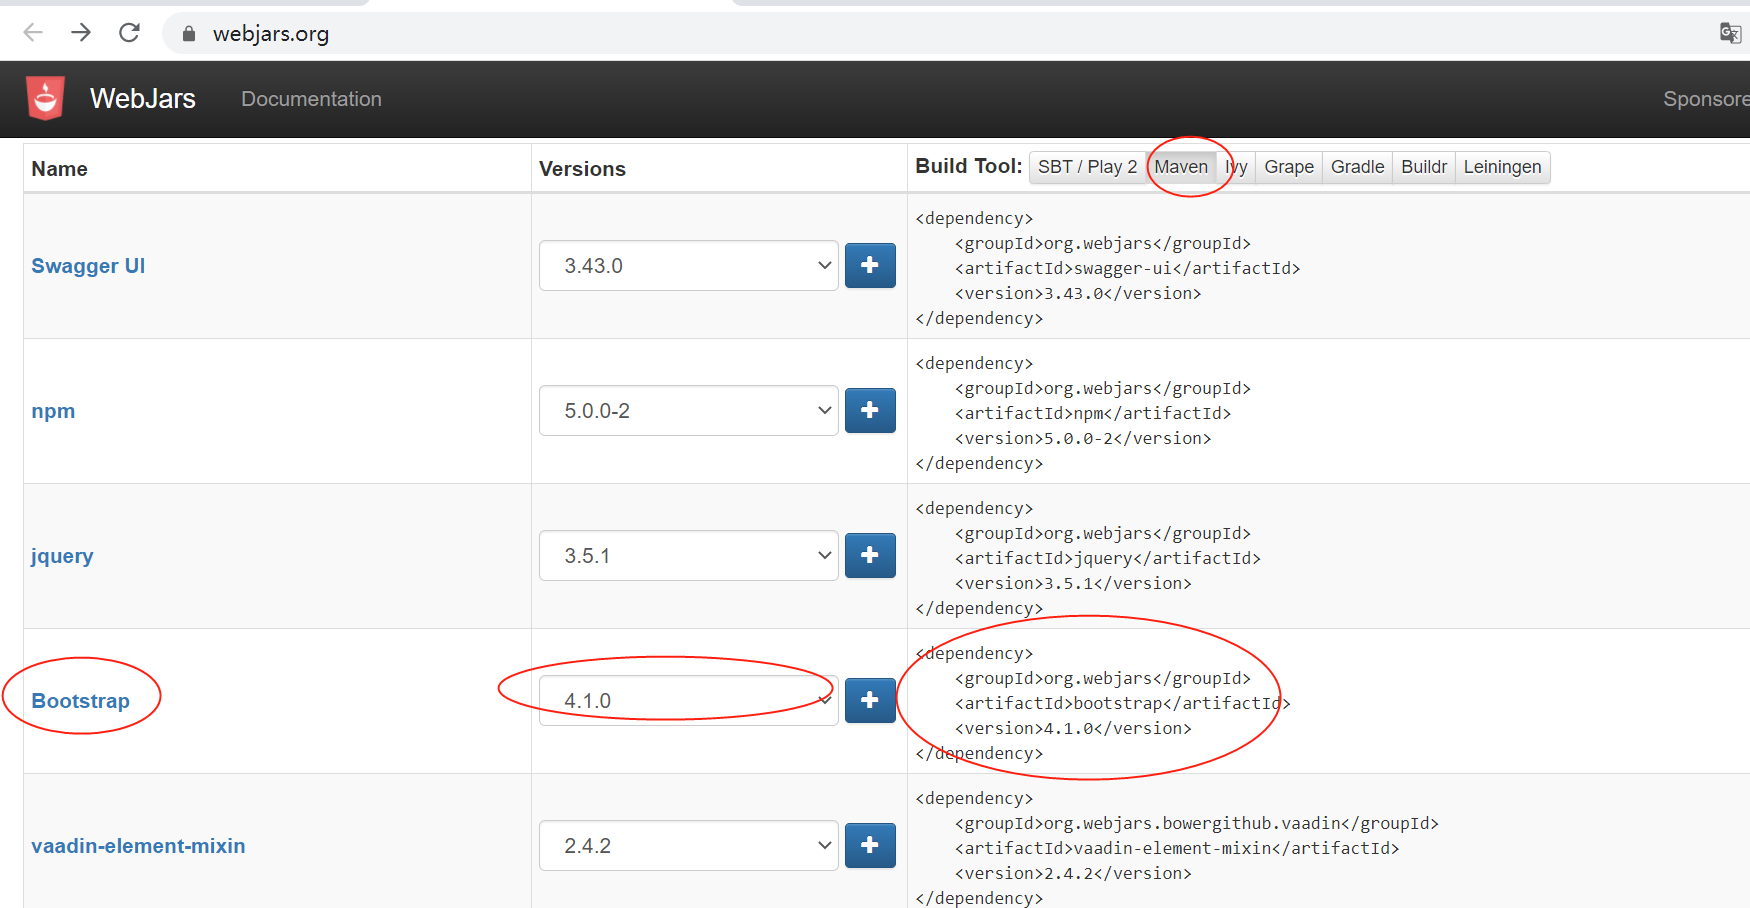 webjars.org
WebJars Documentation
Name Versions Build Tool: SBT / Play 2 Maven Ivy Grape Gradle Buildr Leiningen
Swagger UI 3.43.0
<dependency>
<groupId>org.webjars</groupId>
<artifactId>swagger-ui</artifactId>
<version>3.43.0</version>
</dependency>
npm 5.0.0-2
<dependency>
<groupId>org.webjars</groupId>
<artifactId>npm</artifactId>
<version>5.0.0-2</version>
</dependency>
jquery 3.5.1
<dependency>
<groupId>org.webjars</groupId>
<artifactId>jquery</artifactId>
<version>3.5.1</version>
</dependency>
Bootstrap 4.1.0
<dependency>
<groupId>org.webjars</groupId>
<artifactId>bootstrap</artifactId>
<version>4.1.0</version>
</dependency>
vaadin-element-mixin 2.4.2
<dependency>
<groupId>org.webjars.bowergithub.vaadin</groupId>
<artifactId>vaadin-element-mixin</artifactId>
<version>2.4.2</version>
</dependency>